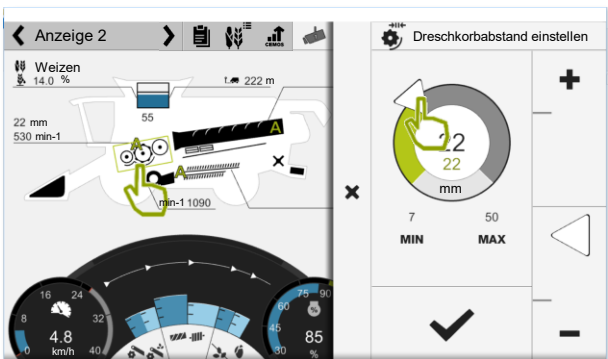 Anzeige 2
CEMOS
Dreschkorbabstand einstellen
Weizen
14.0 %
222 m
55
22 mm
530 min-1
A
A
A
min-1 1090
22
22
mm
7
50
MIN
MAX
0
8
16
24
32
40
4.8
km/h
30
45
60
75
90
85
%